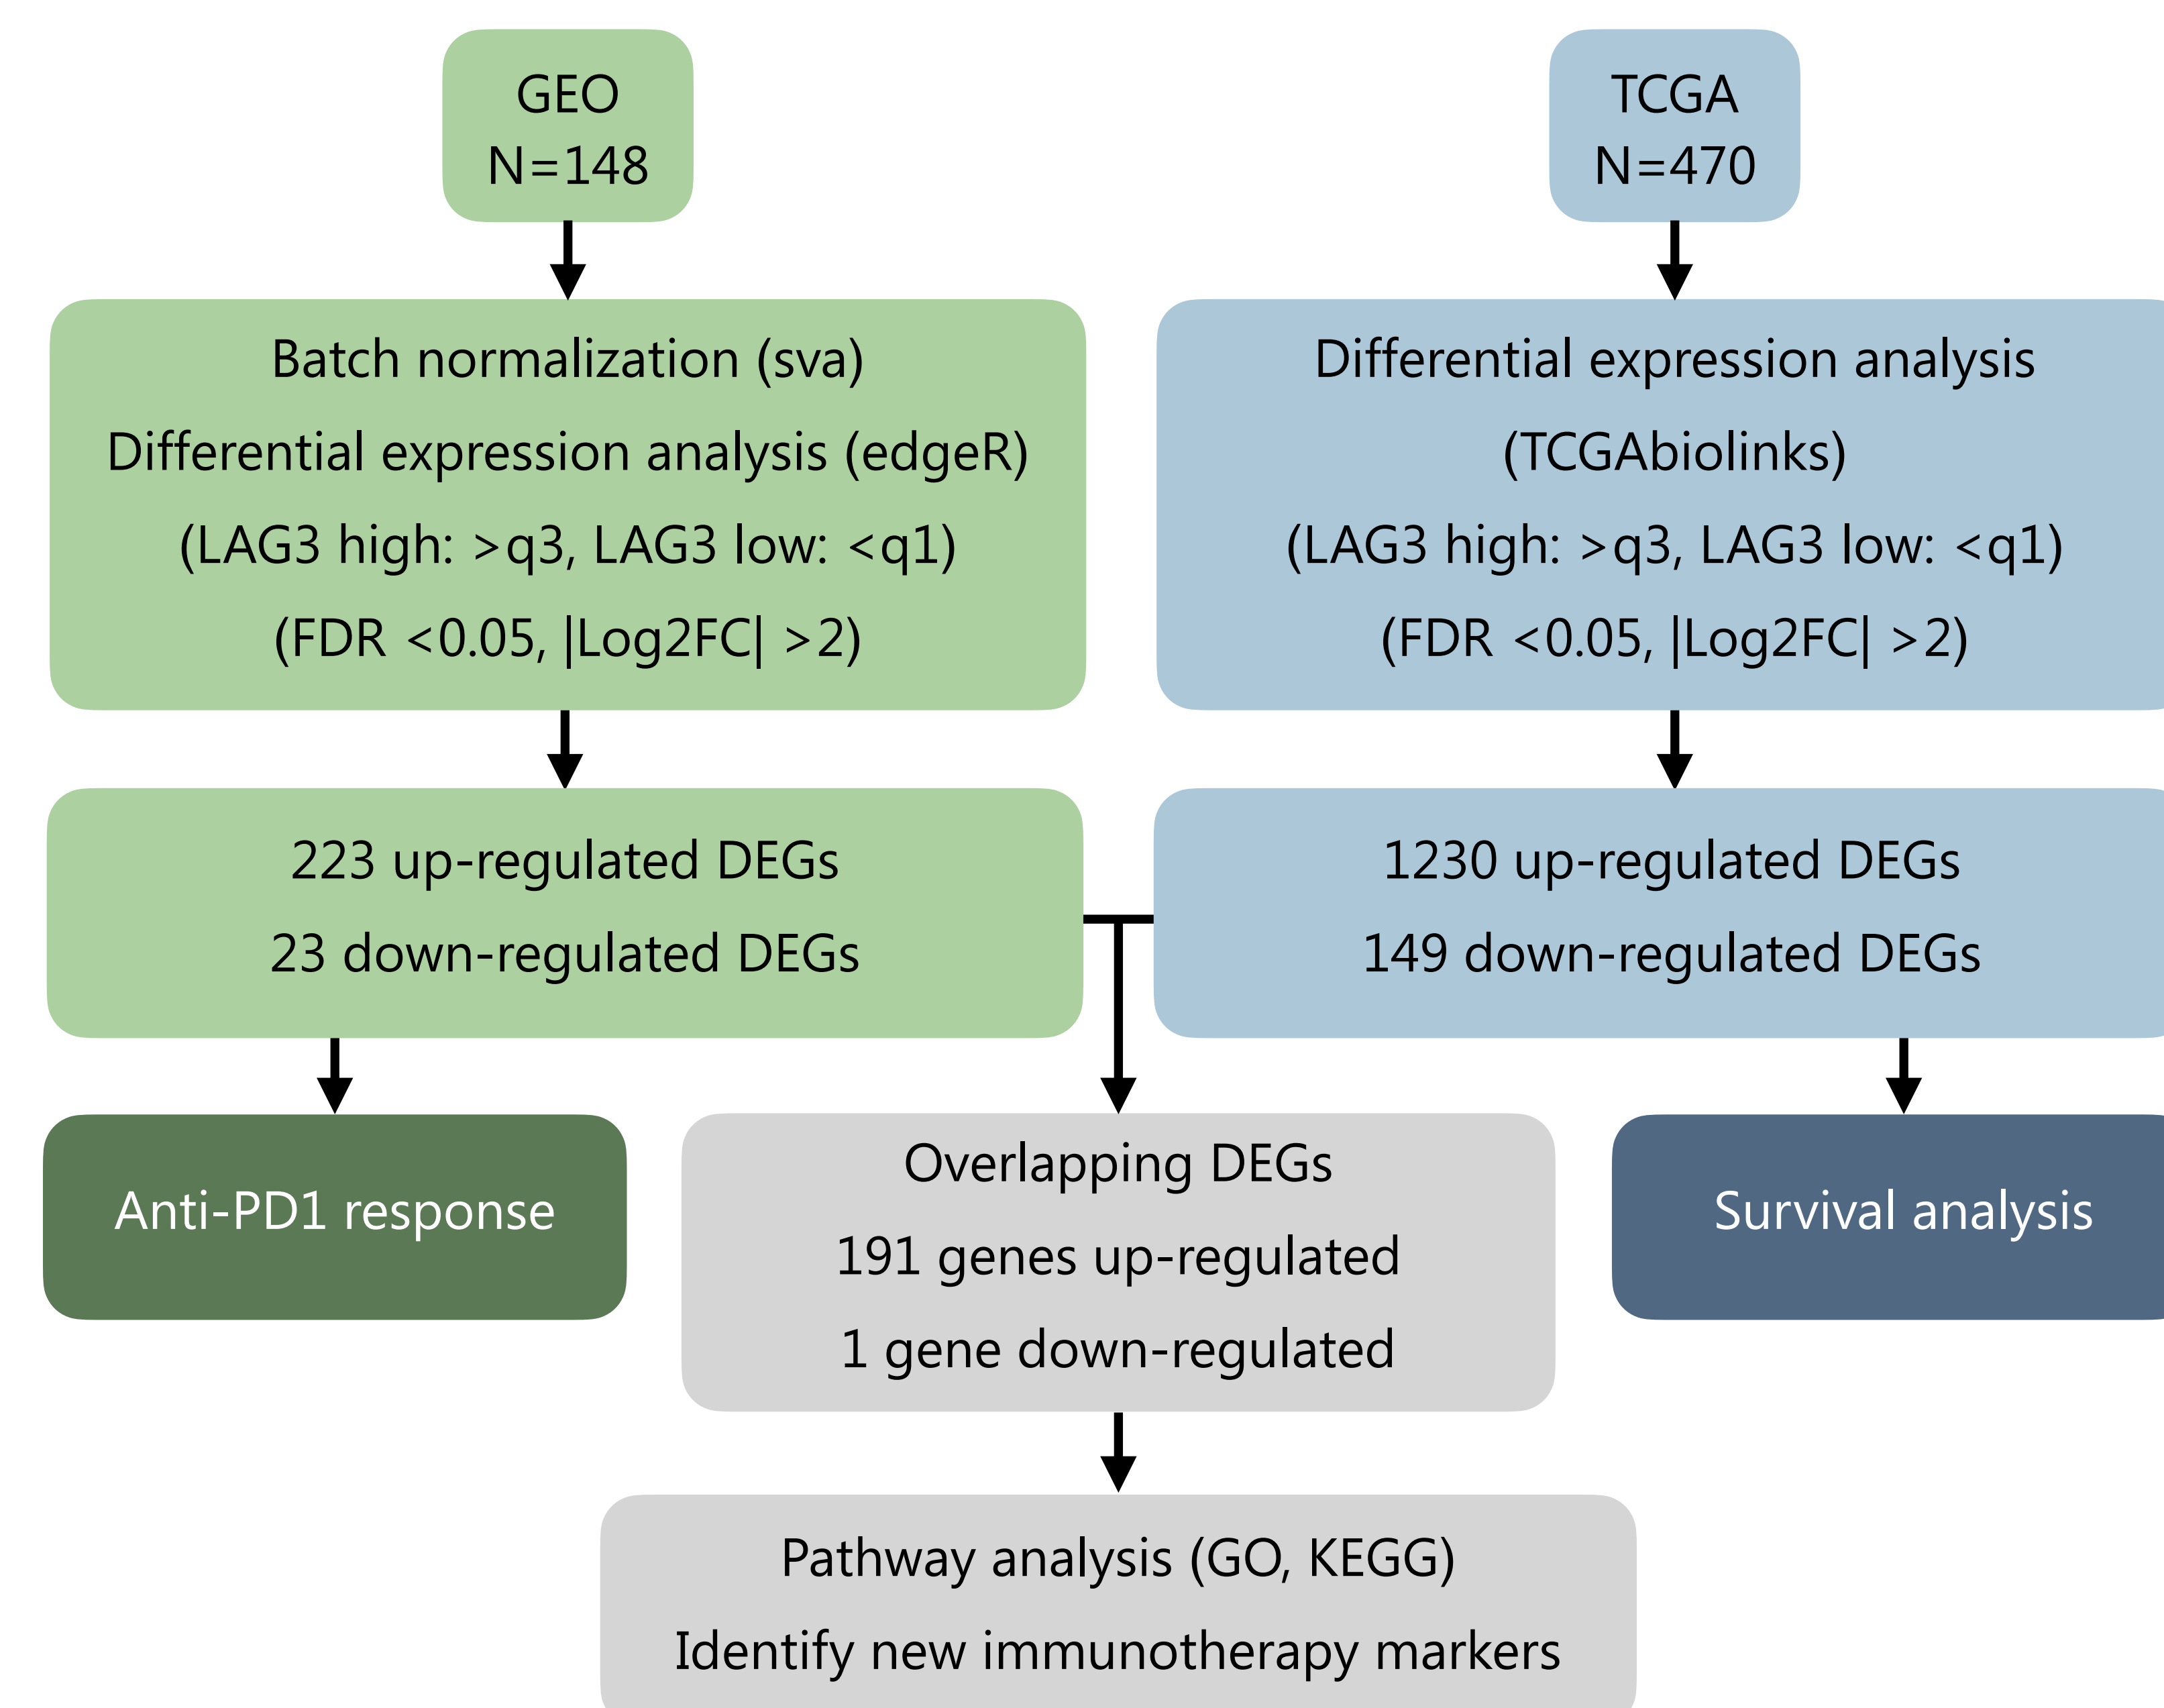 GEO
N=148
TCGA
N=470
Batch normalization (sva)
Differential expression analysis (edgeR)
(LAG3 high: >q3, LAG3 low: <q1)
(FDR <0.05, |Log2FC| >2)
Differential expression analysis
(TCGAbiolinks)
(LAG3 high: >q3, LAG3 low: <q1)
(FDR <0.05, |Log2FC| >2)
223 up-regulated DEGs
23 down-regulated DEGs
1230 up-regulated DEGs
149 down-regulated DEGs
Anti-PD1 response
Overlapping DEGs
191 genes up-regulated
1 gene down-regulated
Survival analysis
Pathway analysis (GO, KEGG)
Identify new immunotherapy markers